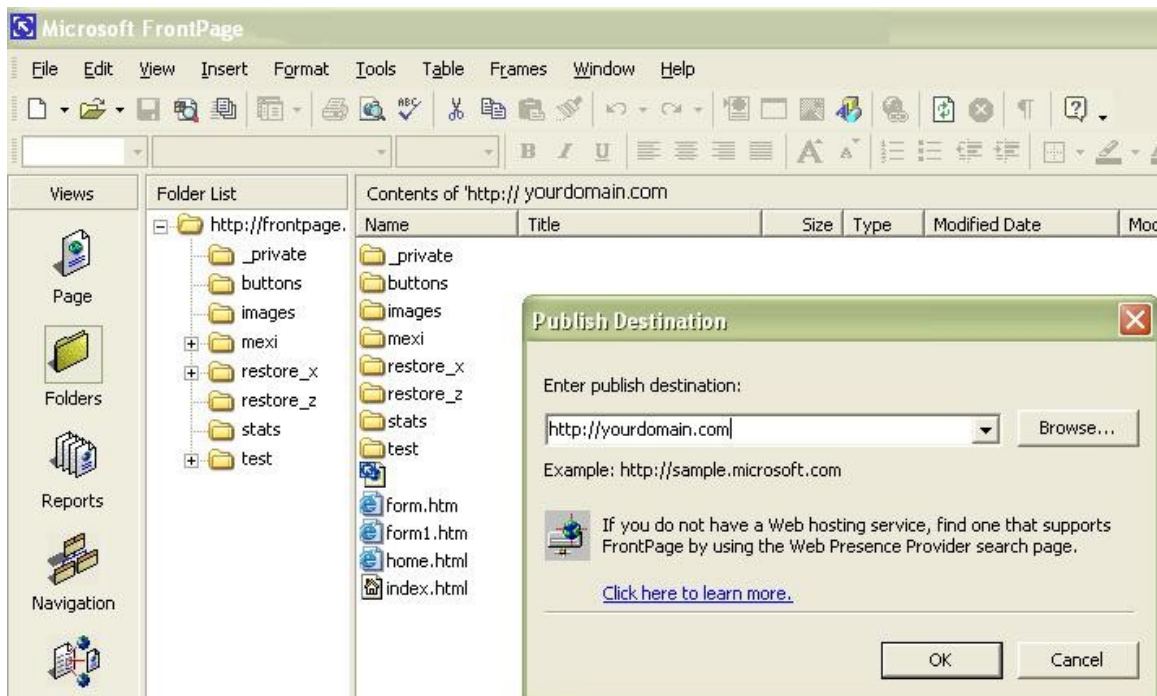 Microsoft FrontPage
File Edit View Insert Format Tools Table Frames Window Help
ABC
B I U A A
Views
Folder List
Contents of 'http:// yourdomain.com
http://frontpage.
Name Title Size Type Modified Date Mod
_private
_private
buttons
buttons
images
images
mexi
mexi
restore_x
restore_x
restore_z
restore_z
stats
stats
test
test
form.htm
form1.htm
home.html
index.html
Page
Folders
Reports
Navigation
Publish Destination
Enter publish destination:
http://yourdomain.com
Browse...
Example: http://sample.microsoft.com
If you do not have a Web hosting service, find one that supports
FrontPage by using the Web Presence Provider search page.
Click here to learn more.
OK Cancel